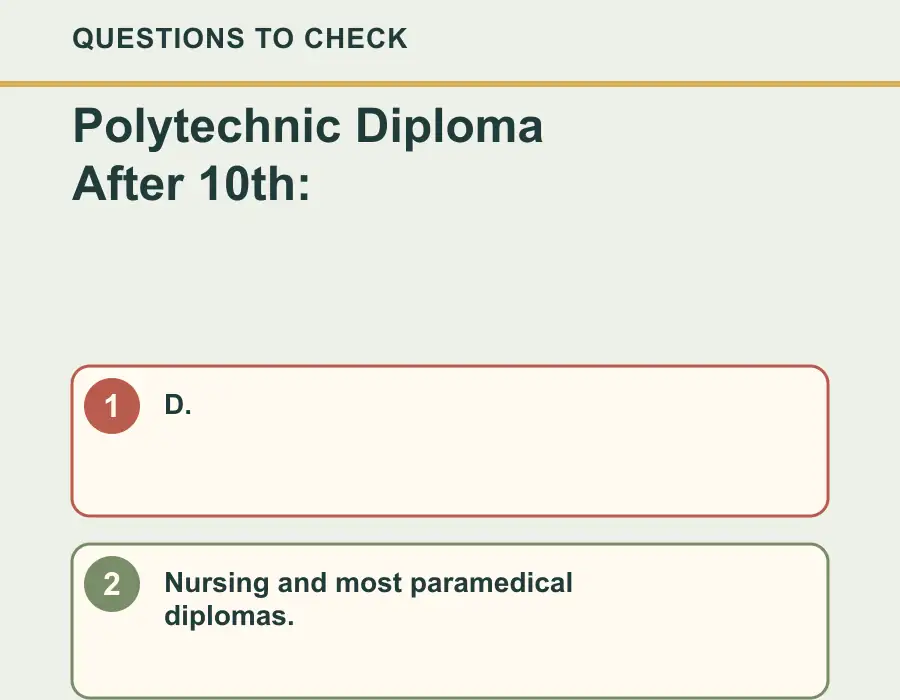 QUESTIONS TO CHECK
Polytechnic Diploma
After 10th:
1
D.
2
Nursing and most paramedical
diplomas.